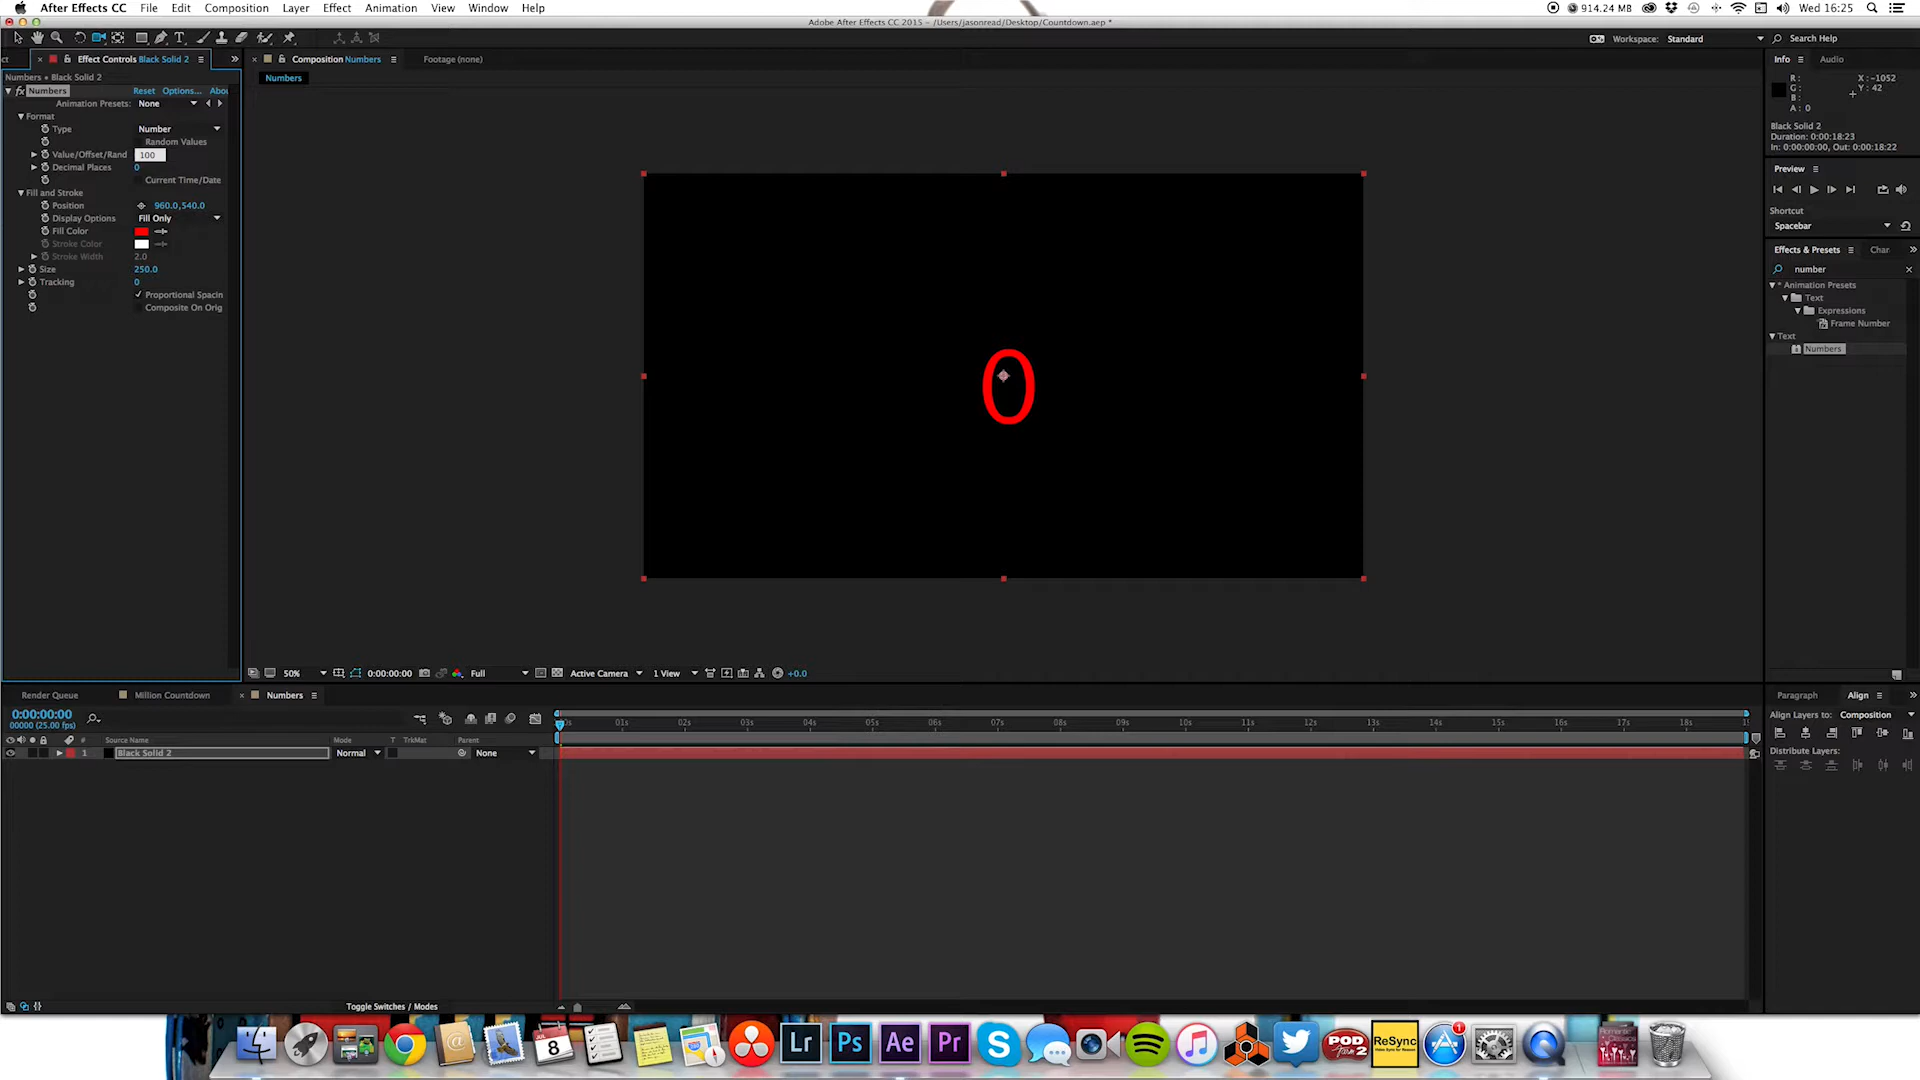 After Effects CC File Edit Composition Layer Effect Animation View Window Help 914.24 MB Wed 16:25
Adobe After Effects CC 2015 - /Users/jasonread/Desktop/Countdown.aep *
Workspace: Standard Search Help
Effect Controls Black Solid 2 Composition Numbers Footage (none) Info Audio
Numbers • Black Solid 2 Numbers
fx Numbers Reset Options... Abou
Animation Presets: None
Format
Type Number
Random Values
Value/Offset/Rand 100
Decimal Places 0
Current Time/Date
Fill and Stroke
Position 960.0,540.0
Display Options Fill Only
Fill Color
Stroke Color
Stroke Width 2.0
Size 250.0
Tracking 0
Proportional Spacin
Composite On Orig
0
R : X : -1052
G : Y : 42
B :
A : 0
Black Solid 2
Duration: 0:00:18:23
In: 0:00:00:00, Out: 0:00:18:22
Preview
Shortcut
Spacebar
Effects & Presets Char
number
* Animation Presets
Text
Expressions
Frame Number
Text
Numbers
50% 0:00:00:00 Full Active Camera 1 View +0.0
Render Queue Million Countdown Numbers Paragraph Align
0:00:00:00
00000 (25.00 fps)
01s 02s 03s 04s 05s 06s 07s 08s 09s 10s 11s 12s 13s 14s 15s 16s 17s 18s
# Source Name Mode T TrkMat Parent
1 Black Solid 2 Normal None
Align Layers to: Composition
Distribute Layers:
Toggle Switches / Modes
JUL
8
Lr Ps Ae Pr
POD
2
ReSync
1